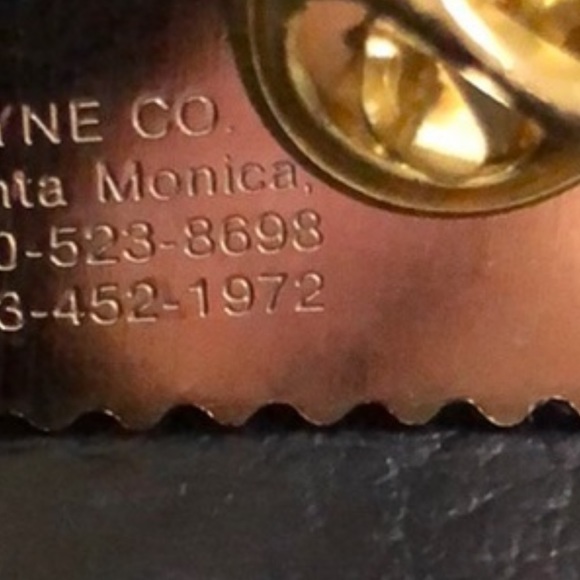 YNE CO.
nta Monica,
0-523-8698
3-452-1972